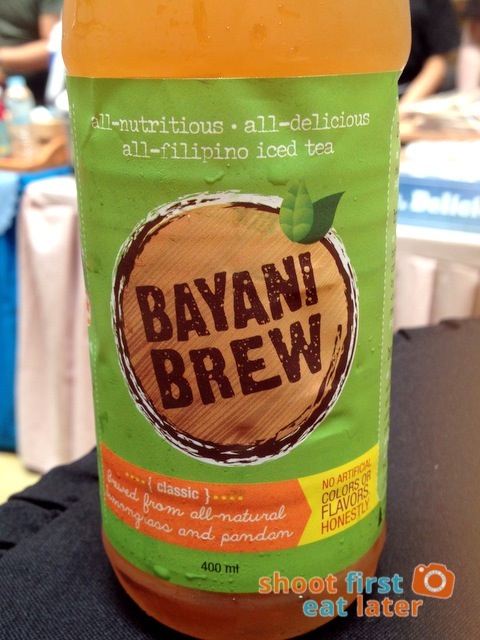 all-nutritious • all-delicious
all-filipino iced tea
BAYANI
BREW
{ classic }
brewed from all-natural
lemongrass and pandan
NO ARTIFICIAL
COLORS OR
FLAVORS.
HONESTLY
400 ml
shoot first
eat later